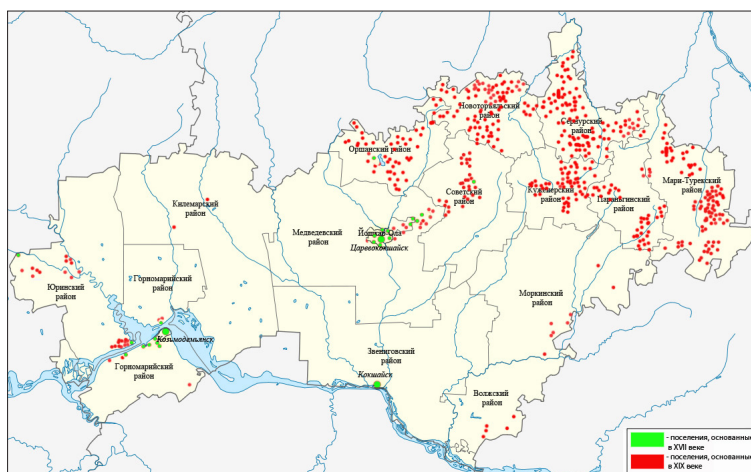 Новоторъяльский
район
Сернурский
район
Оршанский район
Советский
район
Куженерский
район
Параньгинский
район
Мари-Турекский
район
Килемарский
район
Медведевский
район
Йошкар-Ола
Царевококшайск
Юринский
район
Горномарийский
район
Моркинский
район
Козьмодемьянск
Звениговский
район
Кокшайск
Горномарийский
район
Волжский
район
- поселения, основанные
в XVII веке
- поселения, основанные
в XIX веке